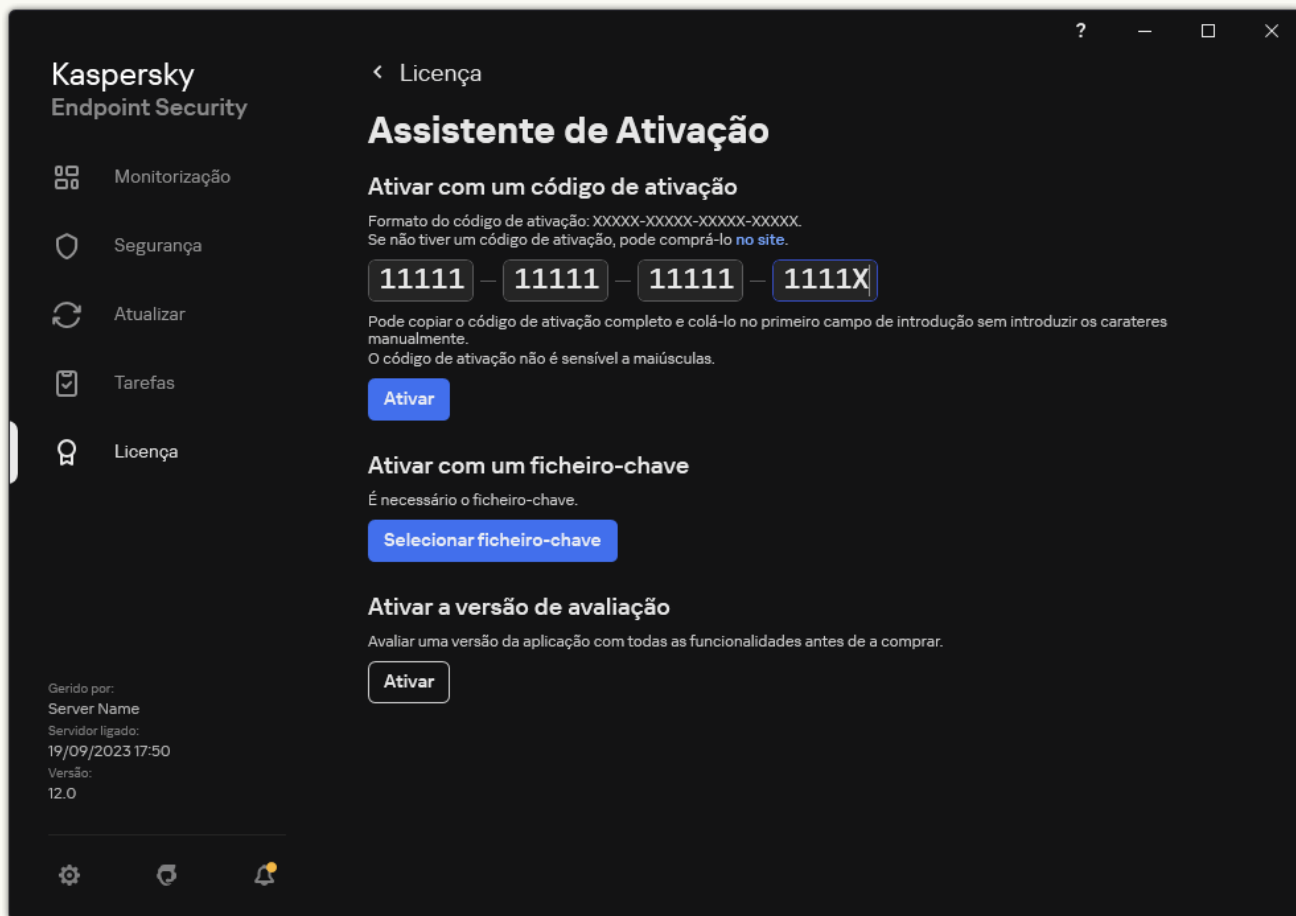 ?
Kaspersky
Endpoint Security
Monitorização
Segurança
Atualizar
Tarefas
Licença
Gerido por:
Server Name
Servidor ligado:
19/09/2023 17:50
Versão:
12.0
Licença
Assistente de Ativação
Ativar com um código de ativação
Formato do código de ativação: XXXXX-XXXXX-XXXXX-XXXXX.
Se não tiver um código de ativação, pode comprá-lo no site.
11111 — 11111 — 11111 — 1111X
Pode copiar o código de ativação completo e colá-lo no primeiro campo de introdução sem introduzir os carateres
manualmente.
O código de ativação não é sensível a maiúsculas.
Ativar
Ativar com um ficheiro-chave
É necessário o ficheiro-chave.
Selecionar ficheiro-chave
Ativar a versão de avaliação
Avaliar uma versão da aplicação com todas as funcionalidades antes de a comprar.
Ativar